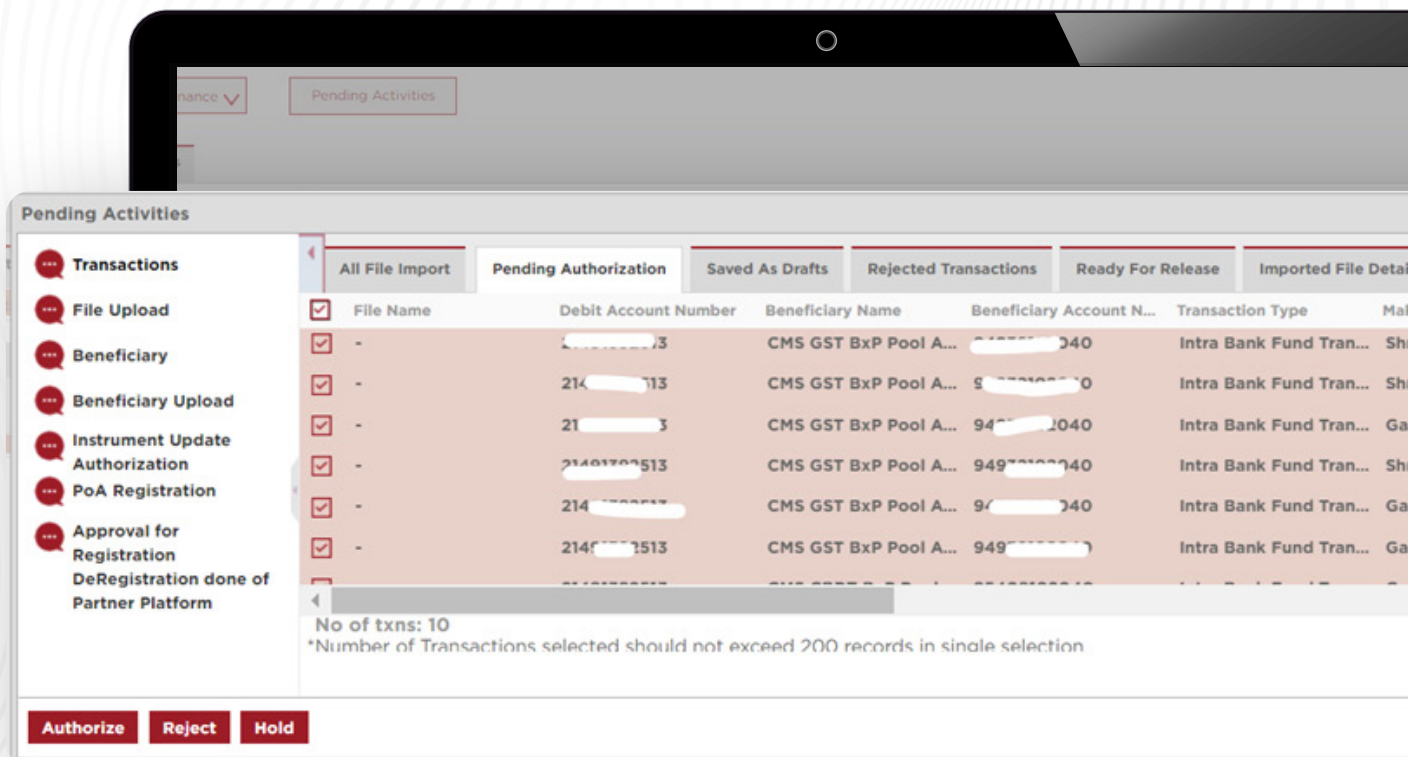 Pending Activities
Pending Activities
Transactions
File Upload
Beneficiary
Beneficiary Upload
Instrument Update
Authorization
PoA Registration
Approval for
Registration
DeRegistration done of
Partner Platform
All File Import Pending Authorization Saved As Drafts Rejected Transactions Ready For Release Imported File
File Name Debit Account Number Beneficiary Name Beneficiary Account N... Transaction Type
- CMS GST BxP Pool A... Intra Bank Fund Tran...
- CMS GST BxP Pool A... Intra Bank Fund Tran...
- CMS GST BxP Pool A... Intra Bank Fund Tran...
- CMS GST BxP Pool A... Intra Bank Fund Tran...
- CMS GST BxP Pool A... Intra Bank Fund Tran...
- CMS GST BxP Pool A... Intra Bank Fund Tran...
No of txns: 10
*Number of Transactions selected should not exceed 200 records in single selection
Authorize Reject Hold